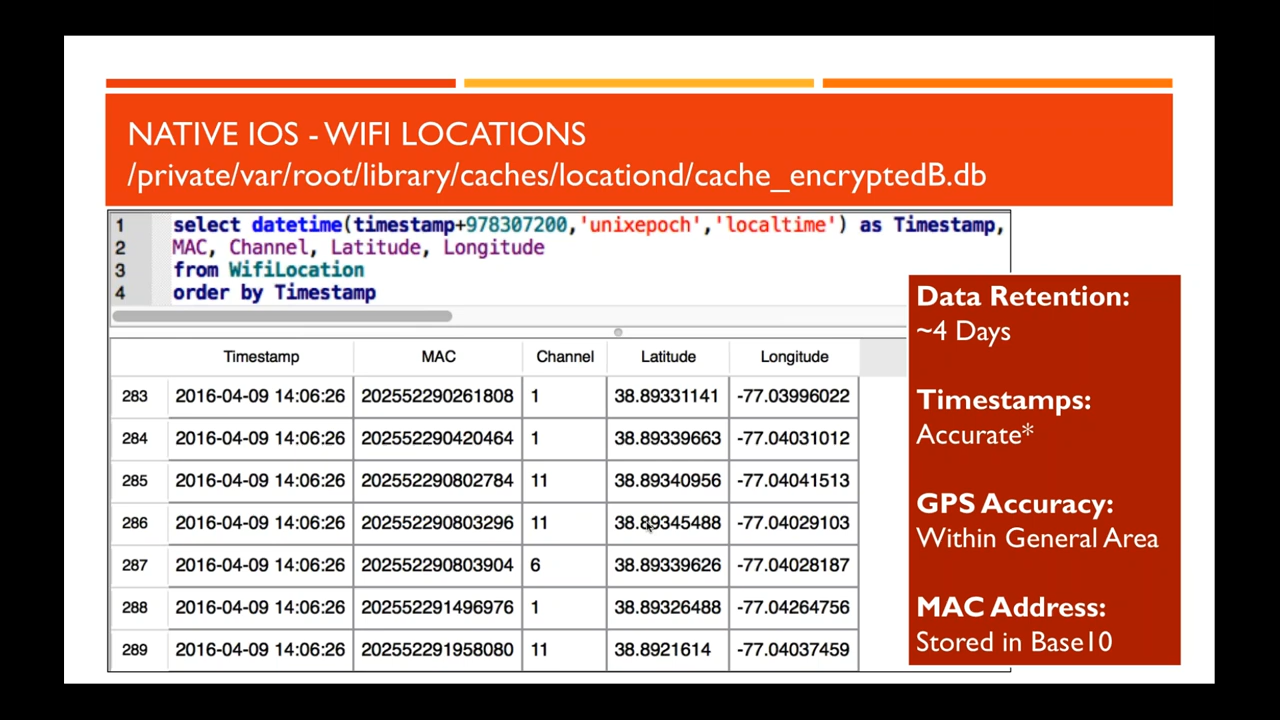 NATIVE IOS - WIFI LOCATIONS
/private/var/root/library/caches/locationd/cache_encryptedB.db
1 select datetime(timestamp+978307200,'unixepoch','localtime') as Timestamp,
2 MAC, Channel, Latitude, Longitude
3 from WifiLocation
4 order by Timestamp
Timestamp MAC Channel Latitude Longitude
283 2016-04-09 14:06:26 202552290261808 1 38.89331141 -77.03996022
284 2016-04-09 14:06:26 202552290420464 1 38.89339663 -77.04031012
285 2016-04-09 14:06:26 202552290802784 11 38.89340956 -77.04041513
286 2016-04-09 14:06:26 202552290803296 11 38.89345488 -77.04029103
287 2016-04-09 14:06:26 202552290803904 6 38.89339626 -77.04028187
288 2016-04-09 14:06:26 202552291496976 1 38.89326488 -77.04264756
289 2016-04-09 14:06:26 202552291958080 11 38.8921614 -77.04037459
Data Retention:
~4 Days
Timestamps:
Accurate*
GPS Accuracy:
Within General Area
MAC Address:
Stored in Base10